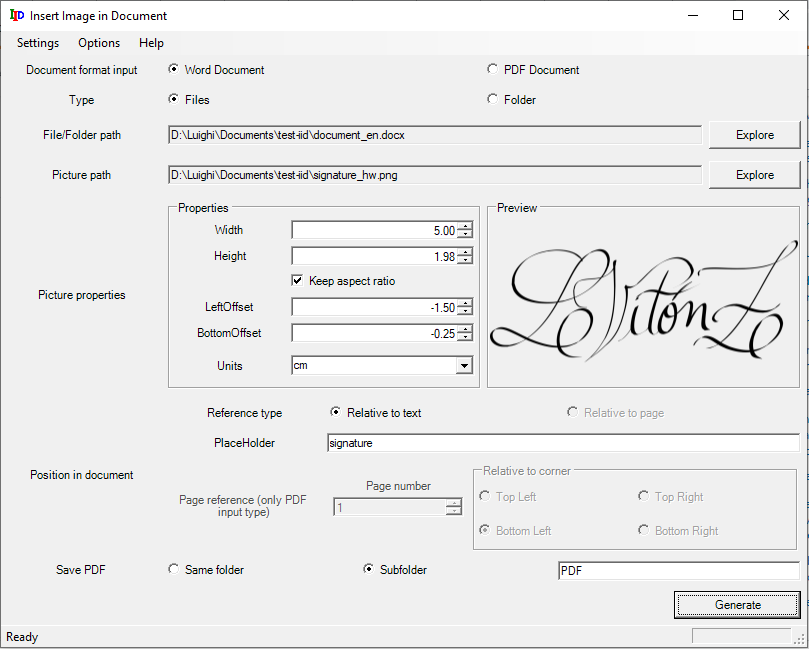 IID Insert Image in Document
Settings Options Help
Document format input Word Document PDF Document
Type Files Folder
File/Folder path D:\Luighi\Documents\test-iid\document_en.docx Explore
Picture path D:\Luighi\Documents\test-iid\signature_hw.png Explore
Picture properties
Properties
Width 5.00
Height 1.98
Keep aspect ratio
LeftOffset -1.50
BottomOffset -0.25
Units cm
Preview
LVitón Z
Position in document
Reference type Relative to text Relative to page
PlaceHolder signature
Page reference (only PDF
input type)
Page number
1
Relative to corner
Top Left Top Right
Bottom Left Bottom Right
Save PDF Same folder Subfolder PDF
Generate
Ready